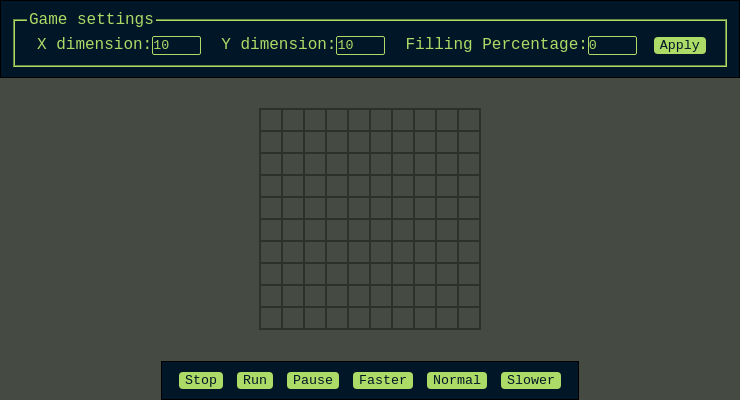 Game settings
X dimension:10 Y dimension:10 Filling Percentage:0 Apply
Stop Run Pause Faster Normal Slower